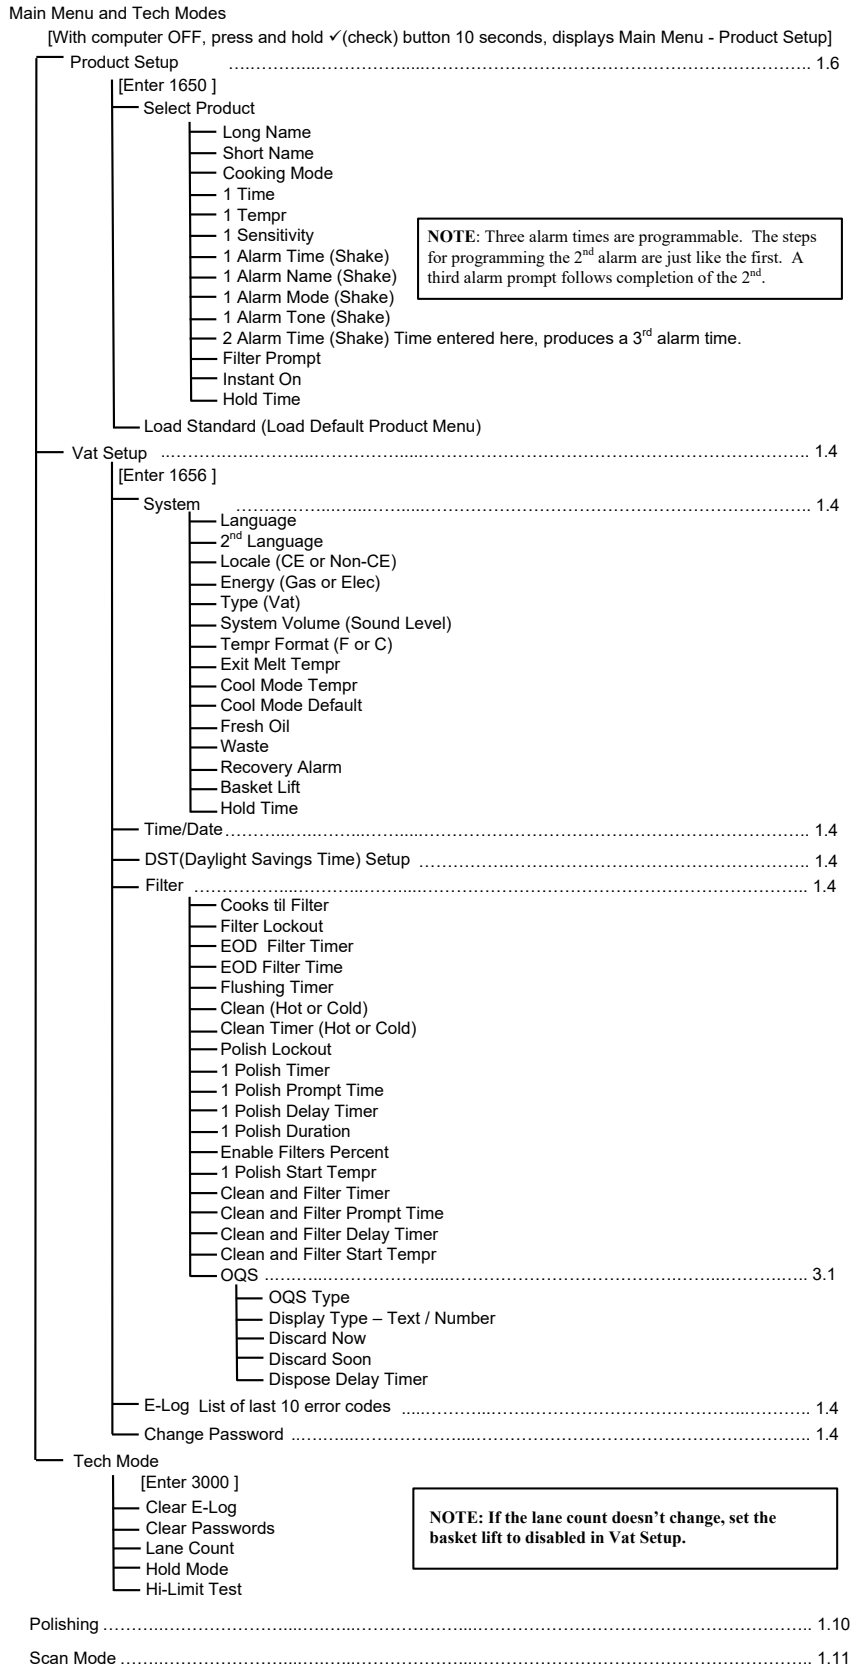 Main Menu and Tech Modes
[With computer OFF, press and hold ✓(check) button 10 seconds, displays Main Menu - Product Setup]
Product Setup ........................................ 1.6
[Enter 1650 ]
Select Product
Long Name
Short Name
Cooking Mode
1 Time
1 Tempr
1 Sensitivity
1 Alarm Time (Shake)
1 Alarm Name (Shake)
1 Alarm Mode (Shake)
1 Alarm Tone (Shake)
2 Alarm Time (Shake) Time entered here, produces a 3rd alarm time.
Filter Prompt
Instant On
Hold Time
NOTE: Three alarm times are programmable. The steps
for programming the 2nd alarm are just like the first. A
third alarm prompt follows completion of the 2nd.
Load Standard (Load Default Product Menu)
Vat Setup ........................................ 1.4
[Enter 1656 ]
System ........................................ 1.4
Language
2nd Language
Locale (CE or Non-CE)
Energy (Gas or Elec)
Type (Vat)
System Volume (Sound Level)
Tempr Format (F or C)
Exit Melt Tempr
Cool Mode Tempr
Cool Mode Default
Fresh Oil
Waste
Recovery Alarm
Basket Lift
Hold Time
Time/Date ........................................ 1.4
DST(Daylight Savings Time) Setup ........................................ 1.4
Filter ........................................ 1.4
Cooks til Filter
Filter Lockout
EOD Filter Timer
EOD Filter Time
Flushing Timer
Clean (Hot or Cold)
Clean Timer (Hot or Cold)
Polish Lockout
1 Polish Timer
1 Polish Prompt Time
1 Polish Delay Timer
1 Polish Duration
Enable Filters Percent
1 Polish Start Tempr
Clean and Filter Timer
Clean and Filter Prompt Time
Clean and Filter Delay Timer
Clean and Filter Start Tempr
OQS ........................................ 3.1
OQS Type
Display Type – Text / Number
Discard Now
Discard Soon
Dispose Delay Timer
E-Log List of last 10 error codes ........................................ 1.4
Change Password ........................................ 1.4
Tech Mode
[Enter 3000 ]
Clear E-Log
Clear Passwords
Lane Count
Hold Mode
Hi-Limit Test
NOTE: If the lane count doesn’t change, set the
basket lift to disabled in Vat Setup.
Polishing ........................................ 1.10
Scan Mode ........................................ 1.11